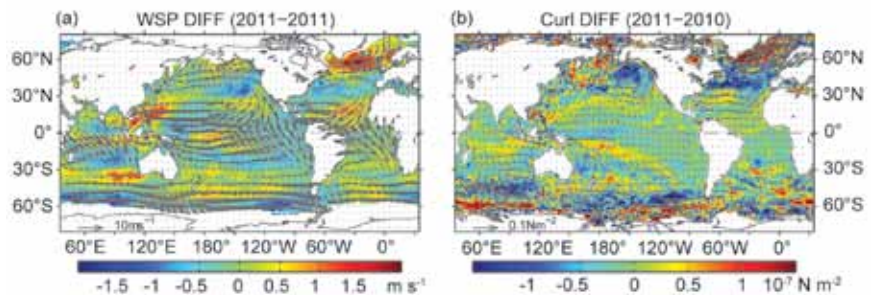 (a) WSP DIFF (2011−2011)
60°N
30°N
0°
30°S
60°S
10ms⁻¹
60°E 120°E 180° 120°W 60°W 0°
-1.5 -1 -0.5 0 0.5 1 1.5 m s⁻¹
(b) Curl DIFF (2011−2010)
60°N
30°N
0°
30°S
60°S
0.1Nm⁻²
60°E 120°E 180° 120°W 60°W 0°
-1 -0.5 0 0.5 1 10⁻⁷ N m⁻²